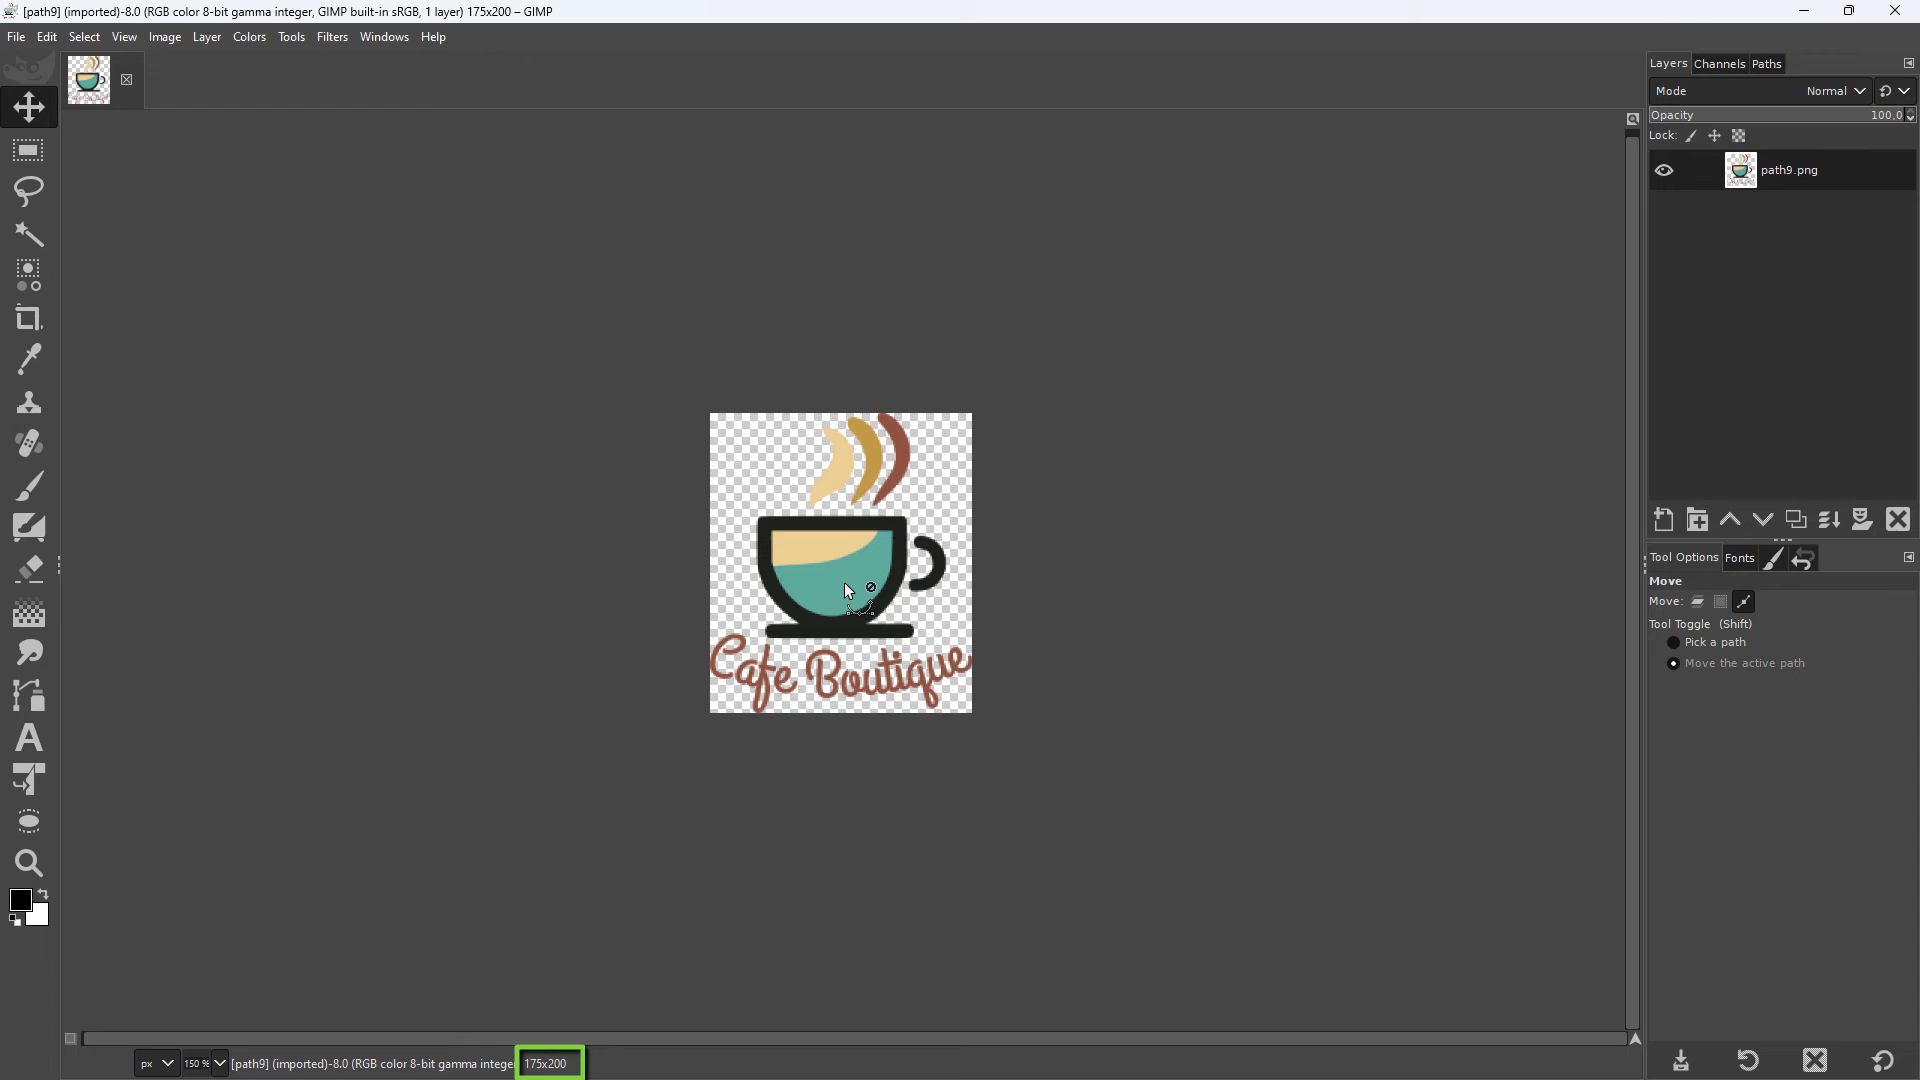 [path9] (imported)-8.0 (RGB color 8-bit gamma integer, GIMP built-in sRGB, 1 layer) 175x200 – GIMP
File Edit Select View Image Layer Colors Tools Filters Windows Help
Layers Channels Paths
Mode Normal
Opacity 100,0
Lock:
path9.png
Cafe Boutique
Tool Options Fonts
Move
Move:
Tool Toggle (Shift)
Pick a path
Move the active path
px 150 % [path9] (imported)-8.0 (RGB color 8-bit gamma intege 175x200